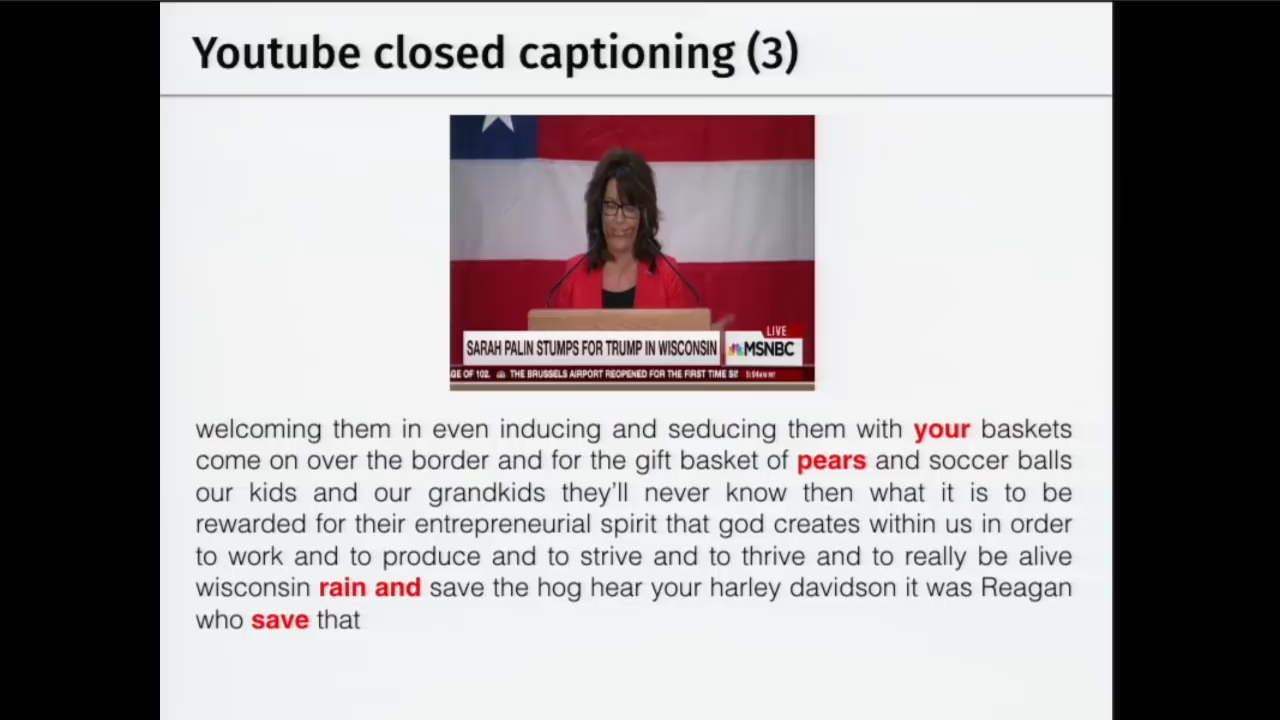 Youtube closed captioning (3)
LIVE
SARAH PALIN STUMPS FOR TRUMP IN WISCONSIN
MSNBC
GE OF 102. THE BRUSSELS AIRPORT REOPENED FOR THE FIRST TIME
welcoming them in even inducing and seducing them with your baskets
come on over the border and for the gift basket of pears and soccer balls
our kids and our grandkids they'll never know then what it is to be
rewarded for their entrepreneurial spirit that god creates within us in order
to work and to produce and to strive and to thrive and to really be alive
wisconsin rain and save the hog hear your harley davidson it was Reagan
who save that